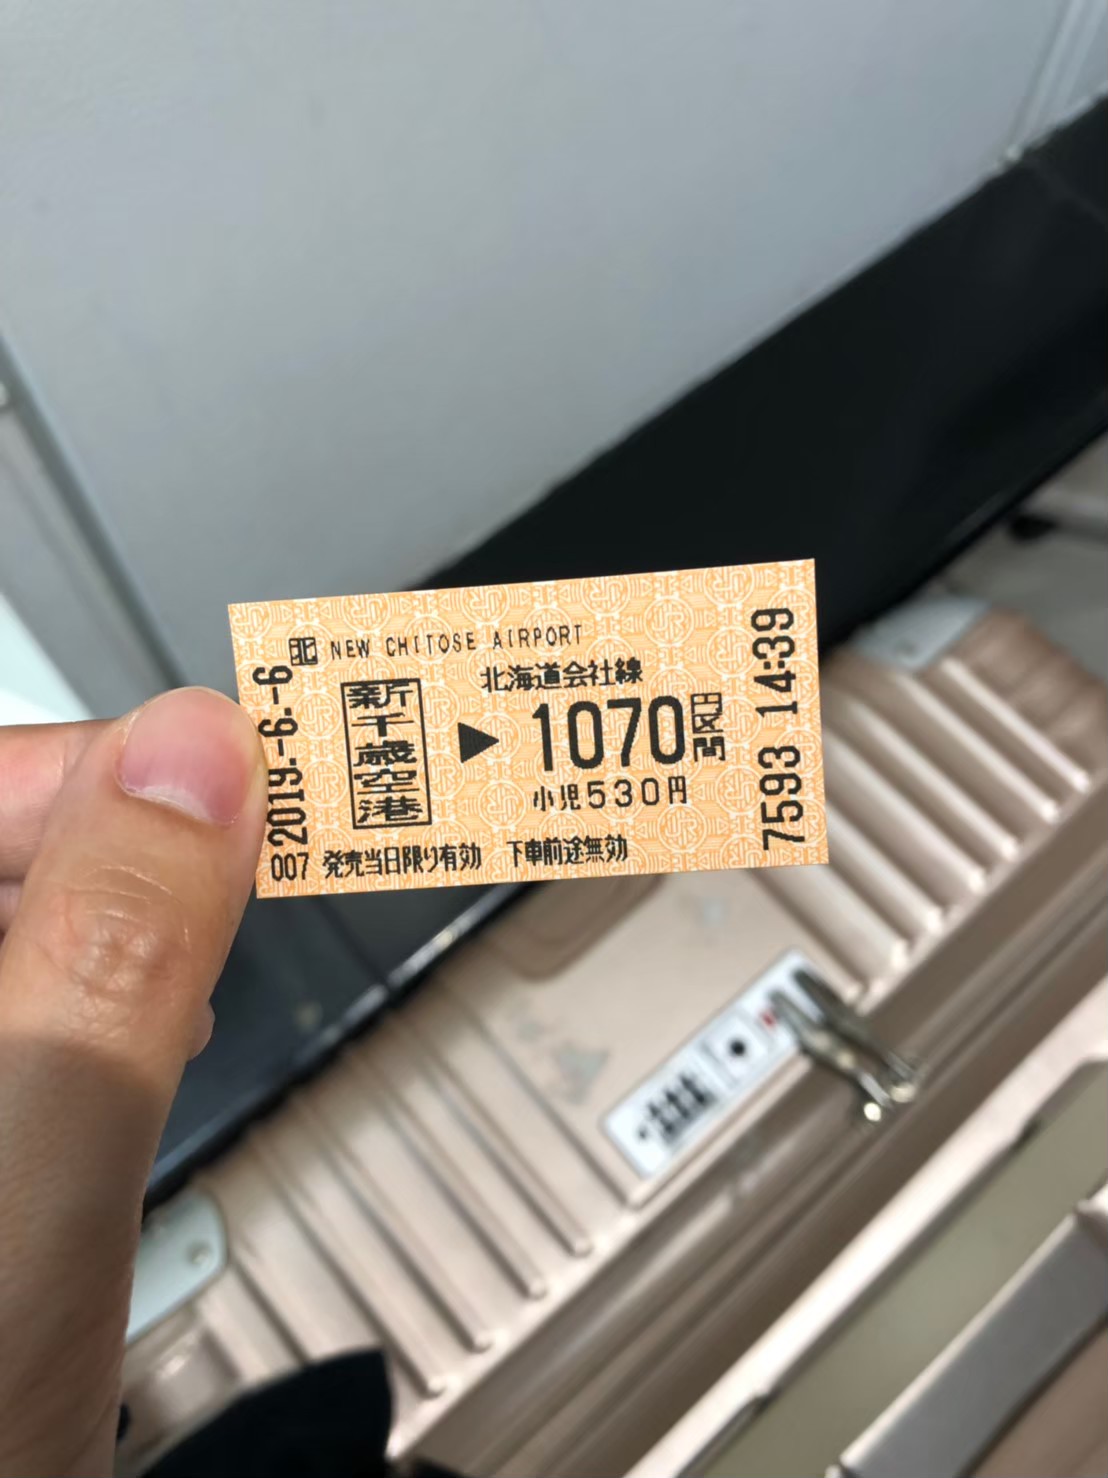 北 NEW CHITOSE AIRPORT
北海道会社線
新千歳空港 ▶ 1070円区間
小児530円
2019.-6.-6
007 発売当日限り有効 下車前途無効
7593 14:39